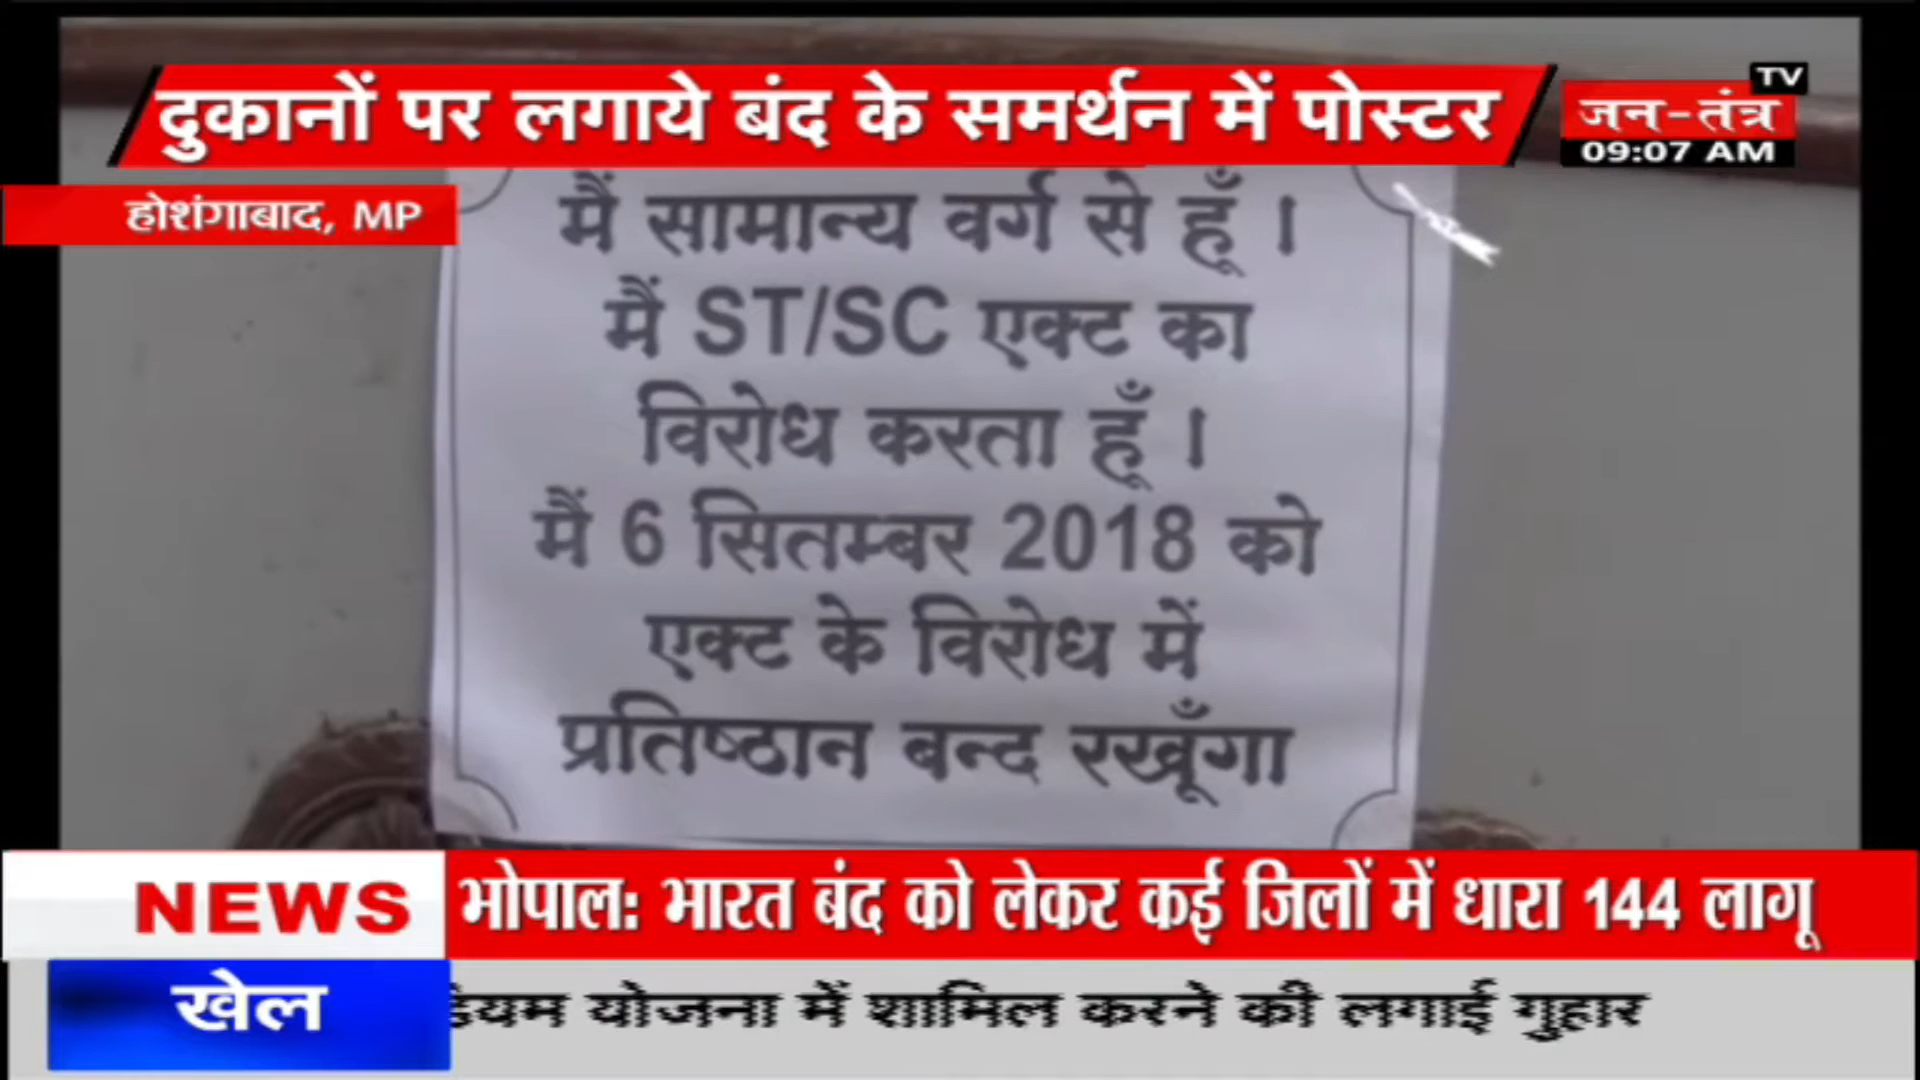 दुकानों पर लगाये बंद के समर्थन में पोस्टर
TV
जन-तंत्र
09:07 AM
होशंगाबाद, MP
मैं सामान्य वर्ग से हूँ ।
मैं ST/SC एक्ट का
विरोध करता हूँ ।
मैं 6 सितम्बर 2018 को
एक्ट के विरोध में
प्रतिष्ठान बन्द रखूँगा
NEWS
भोपाल: भारत बंद को लेकर कई जिलों में धारा 144 लागू
खेल
योजना में शामिल करने की लगाई गुहार